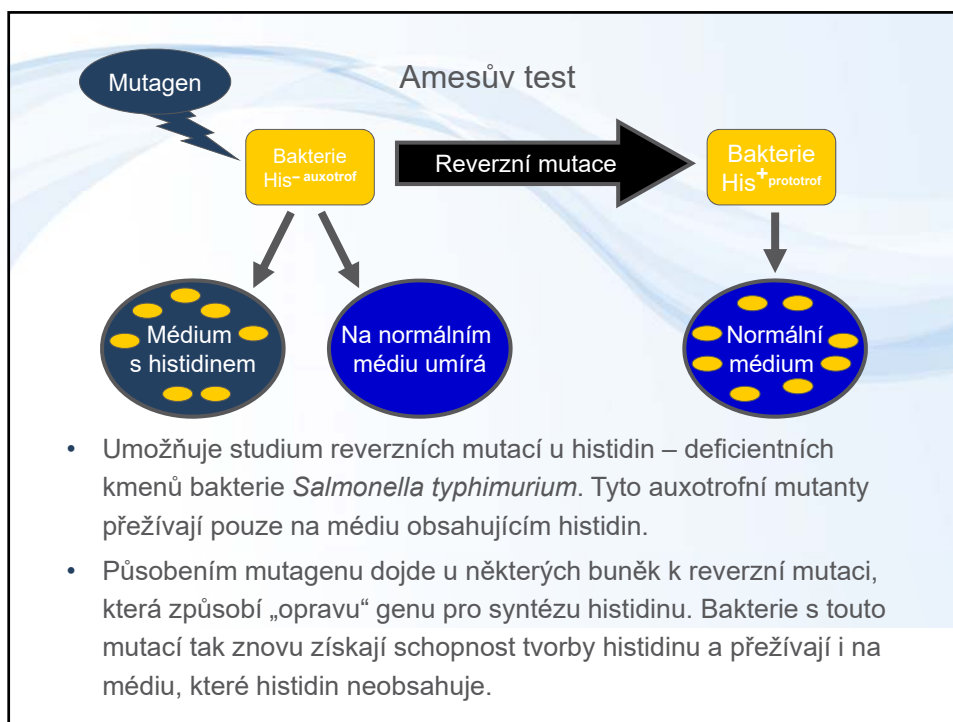 Amesův test
Mutagen
Bakterie
His– auxotrof
Reverzní mutace
Bakterie
His+prototrof
Médium
s histidinem
Na normálním
médiu umírá
Normální
médium
• Umožňuje studium reverzních mutací u histidin – deficientních
kmenů bakterie Salmonella typhimurium. Tyto auxotrofní mutanty
přežívají pouze na médiu obsahujícím histidin.
• Působením mutagenu dojde u některých buněk k reverzní mutaci,
která způsobí „opravu“ genu pro syntézu histidinu. Bakterie s touto
mutací tak znovu získají schopnost tvorby histidinu a přežívají i na
médiu, které histidin neobsahuje.